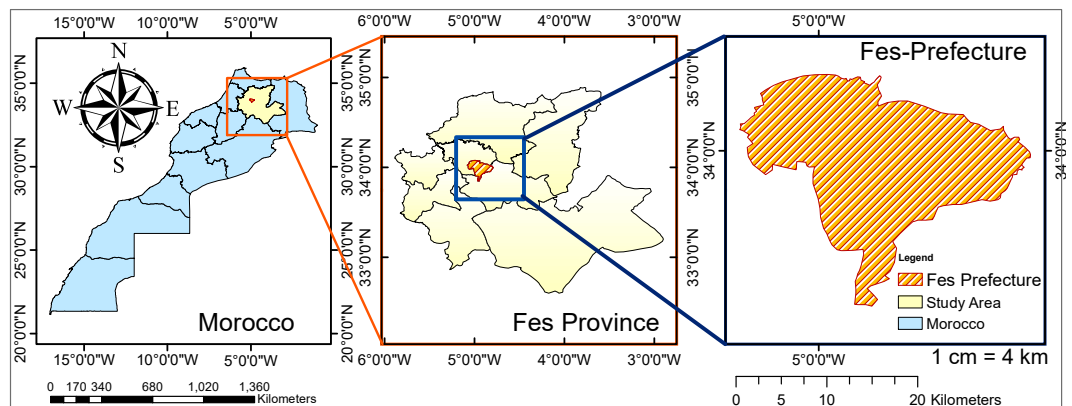 15°0'0"W 10°0'0"W 5°0'0"W
6°0'0"W 5°0'0"W 4°0'0"W 3°0'0"W
5°0'0"W
N
W E
S
35°0'0"N
30°0'0"N
25°0'0"N
20°0'0"N
35°0'0"N
30°0'0"N
25°0'0"N
20°0'0"N
Morocco
15°0'0"W 10°0'0"W 5°0'0"W
0 170 340 680 1,020 1,360
Kilometers
35°0'0"N
34°0'0"N
33°0'0"N
35°0'0"N
34°0'0"N
33°0'0"N
Fes Province
6°0'0"W 5°0'0"W 4°0'0"W 3°0'0"W
Fes-Prefecture
34°0'0"N
34°0'0"N
Legend
Fes Prefecture
Study Area
Morocco
5°0'0"W
1 cm = 4 km
0 5 10 20 Kilometers